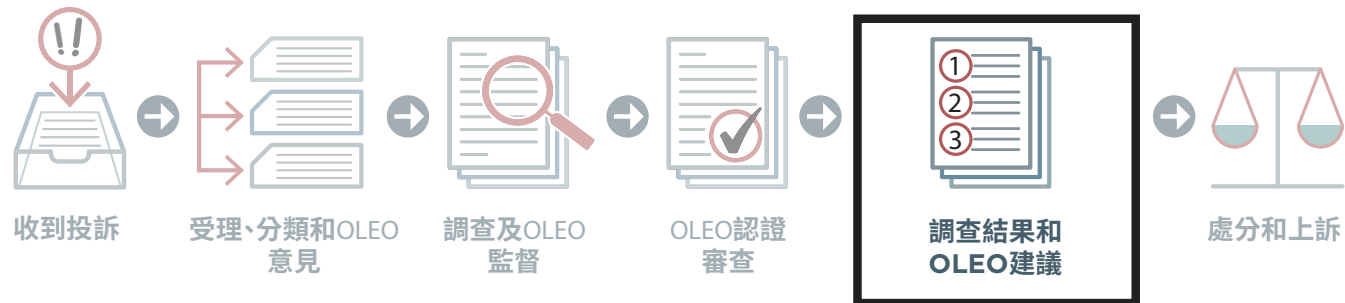 !!
1
2
3
收到投訴
受理、分類和OLEO
意見
調查及OLEO
監督
OLEO認證
審查
調查結果和
OLEO建議
處分和上訴